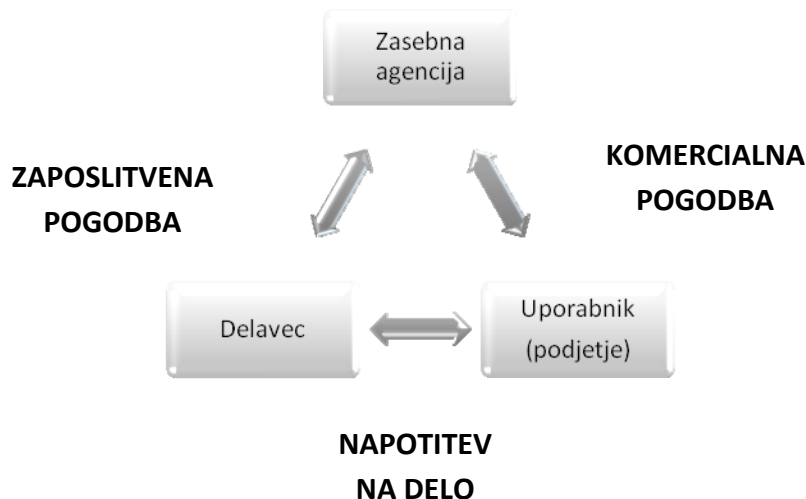 Zasebna
agencija
ZAPOSLITVENA
POGODBA
KOMERCIALNA
POGODBA
Delavec
Uporabnik
(podjetje)
NAPOTITEV
NA DELO